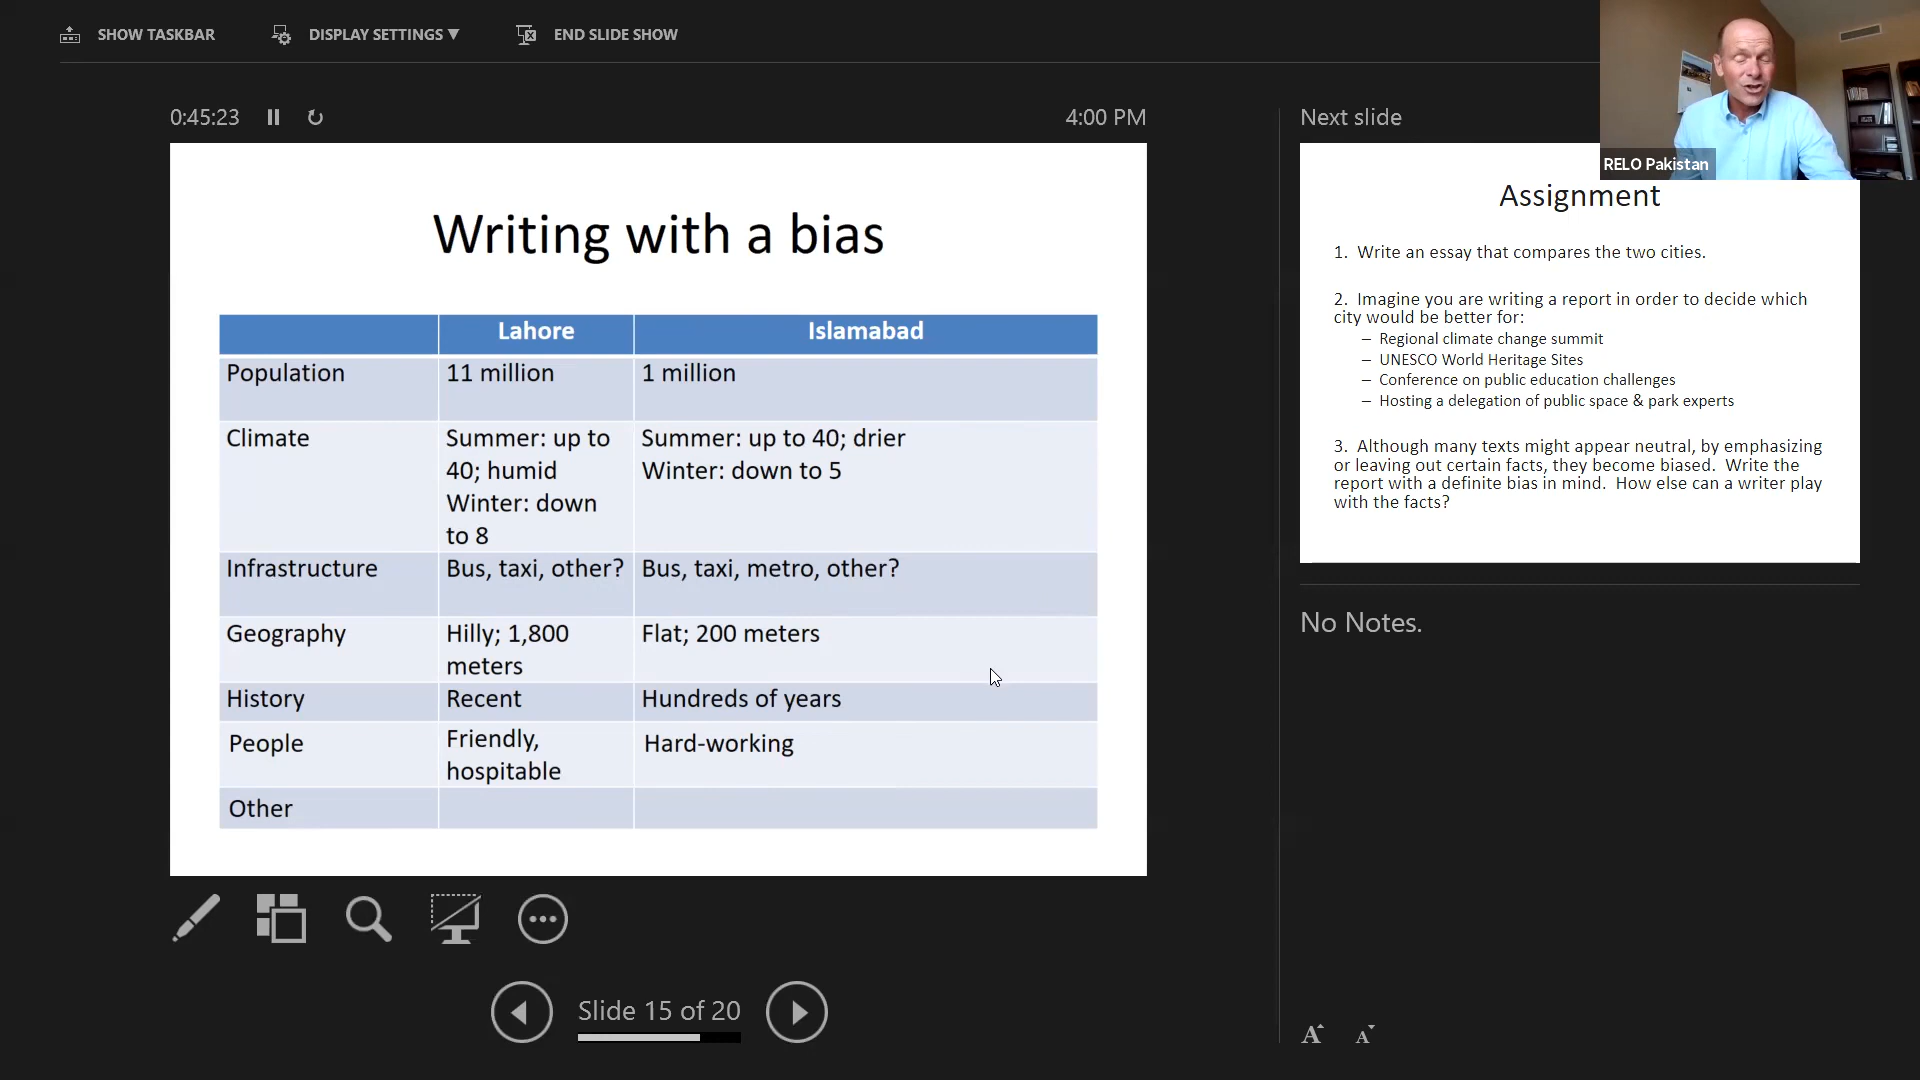 SHOW TASKBAR
DISPLAY SETTINGS ▼
END SLIDE SHOW
0:45:23
4:00 PM
Writing with a bias
Lahore
Islamabad
Population
11 million
1 million
Climate
Summer: up to
40; humid
Winter: down
to 8
Summer: up to 40; drier
Winter: down to 5
Infrastructure
Bus, taxi, other?
Bus, taxi, metro, other?
Geography
Hilly; 1,800
meters
Flat; 200 meters
History
Recent
Hundreds of years
People
Friendly,
hospitable
Hard-working
Other
Slide 15 of 20
Next slide
RELO Pakistan
Assignment
1. Write an essay that compares the two cities.
2. Imagine you are writing a report in order to decide which
city would be better for:
– Regional climate change summit
– UNESCO World Heritage Sites
– Conference on public education challenges
– Hosting a delegation of public space & park experts
3. Although many texts might appear neutral, by emphasizing
or leaving out certain facts, they become biased. Write the
report with a definite bias in mind. How else can a writer play
with the facts?
No Notes.
A A